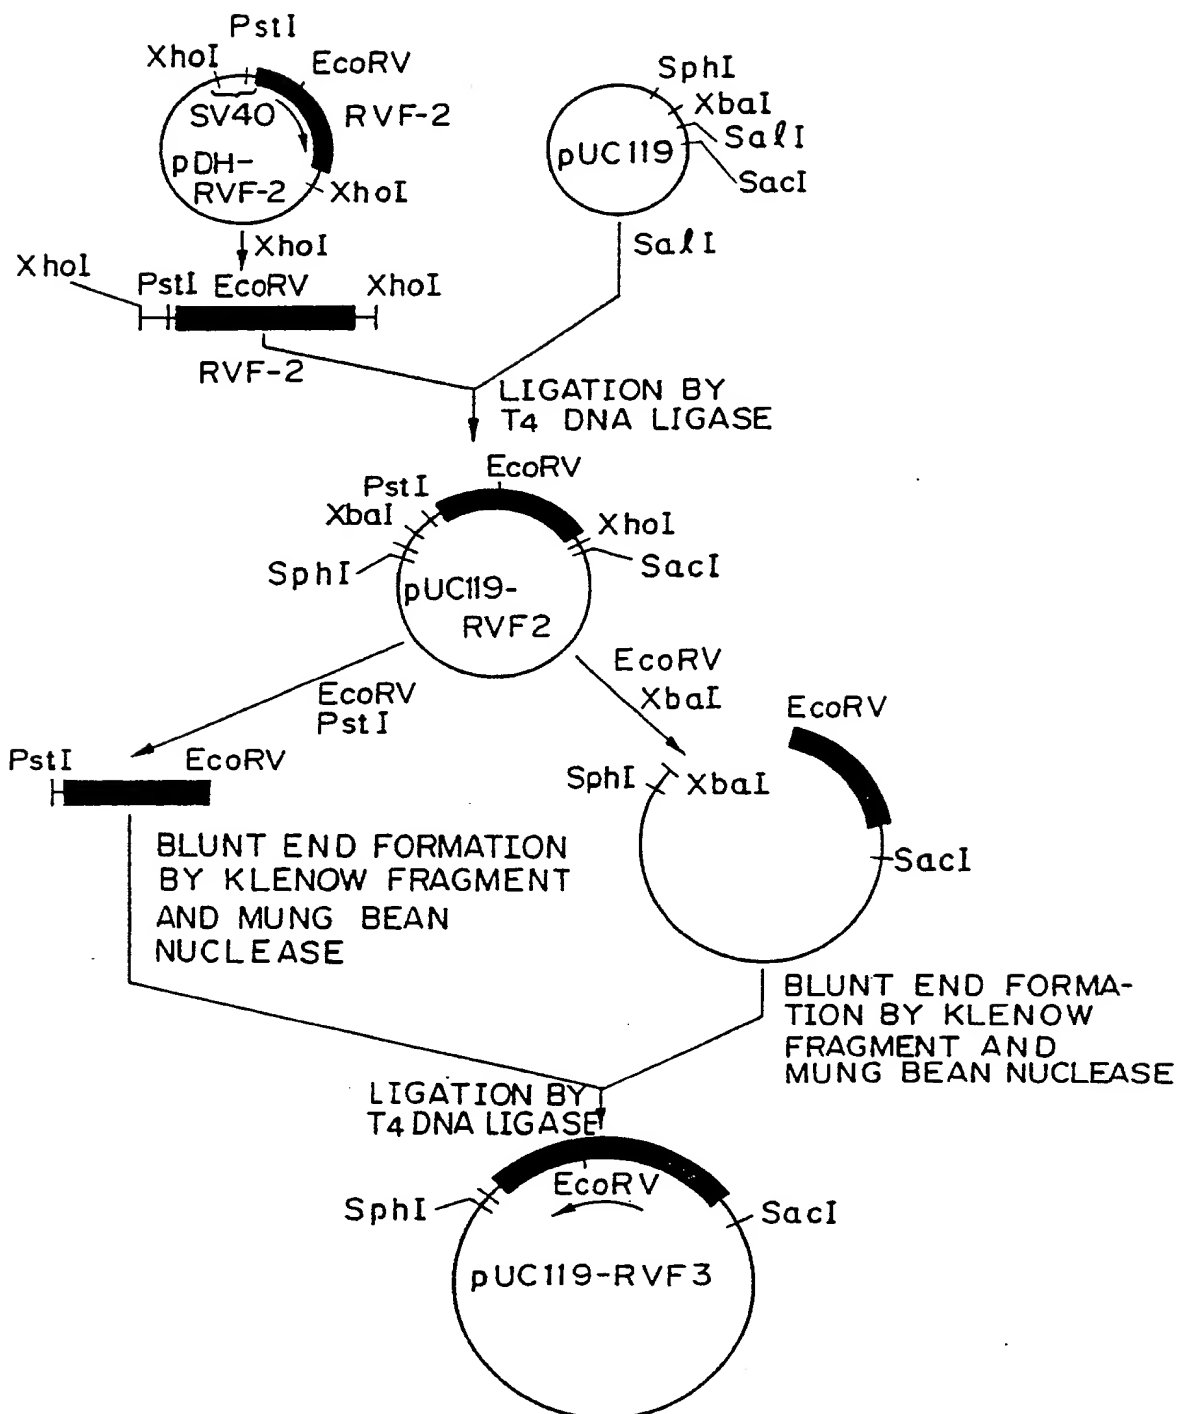 PstI
XhoI
EcoRV
SV40
RVF-2
pDH-
RVF-2
XhoI
SphI
XbaI
SalI
pUC119
SacI
XhoI
SalI
XhoI
PstI EcoRV XhoI
RVF-2
LIGATION BY
T4 DNA LIGASE
EcoRV
PstI
XbaI
XhoI
SphI
SacI
pUC119-
RVF2
EcoRV
XbaI
EcoRV
PstI
EcoRV
PstI EcoRV
SphI XbaI
SacI
BLUNT END FORMATION
BY KLENOW FRAGMENT
AND MUNG BEAN
NUCLEASE
BLUNT END FORMA-
TION BY KLENOW
FRAGMENT AND
MUNG BEAN NUCLEASE
LIGATION BY
T4 DNA LIGASE
EcoRV
SphI
SacI
pUC119-RVF3